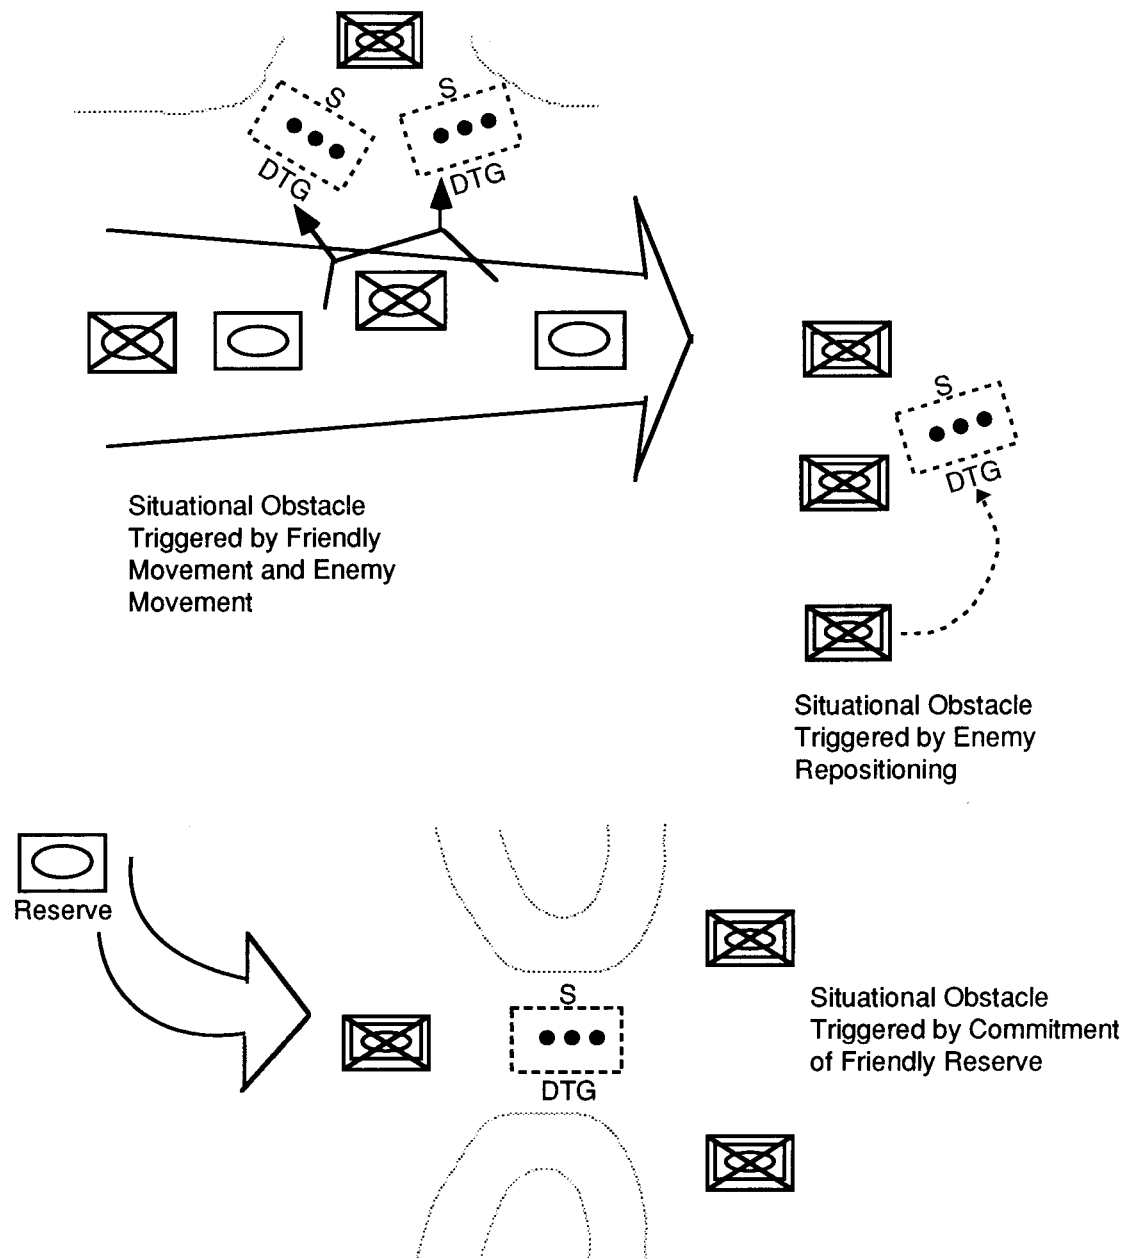 S
S
DTG
DTG
S
DTG
Situational Obstacle
Triggered by Friendly
Movement and Enemy
Movement
Situational Obstacle
Triggered by Enemy
Repositioning
Reserve
S
DTG
Situational Obstacle
Triggered by Commitment
of Friendly Reserve